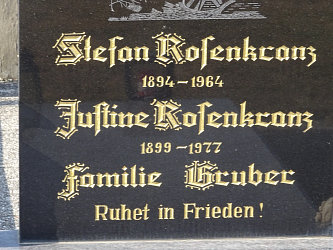 Stefan Rosenkranz
1894-1964
Justine Rosenkranz
1899-1977
Familie Gruber
Ruhet in Frieden!